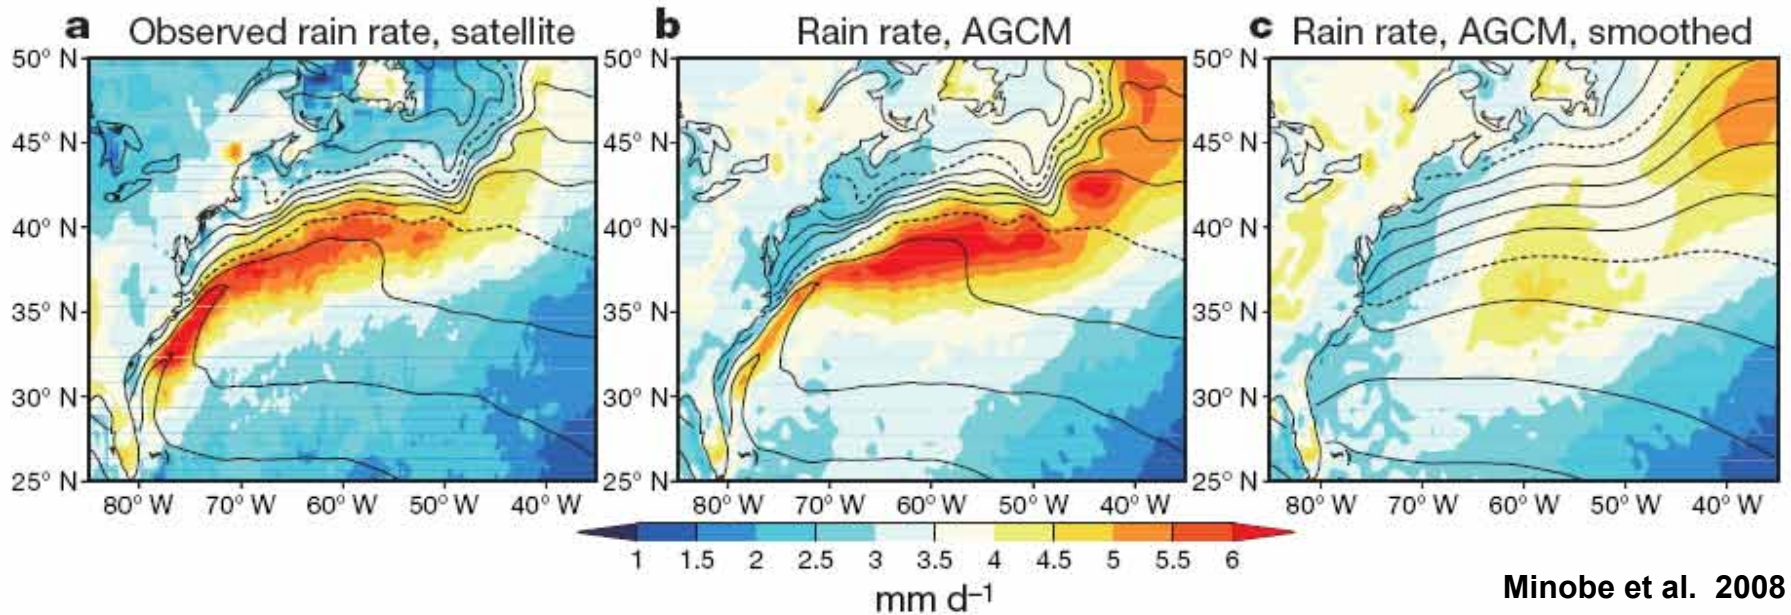 a Observed rain rate, satellite
b Rain rate, AGCM
c Rain rate, AGCM, smoothed
50° N
45° N
40° N
35° N
30° N
25° N
80° W 70° W 60° W 50° W 40° W
50° N
45° N
40° N
35° N
30° N
25° N
80° W 70° W 60° W 50° W 40° W
50° N
45° N
40° N
35° N
30° N
25° N
80° W 70° W 60° W 50° W 40° W
1 1.5 2 2.5 3 3.5 4 4.5 5 5.5 6
mm d⁻¹
Minobe et al. 2008